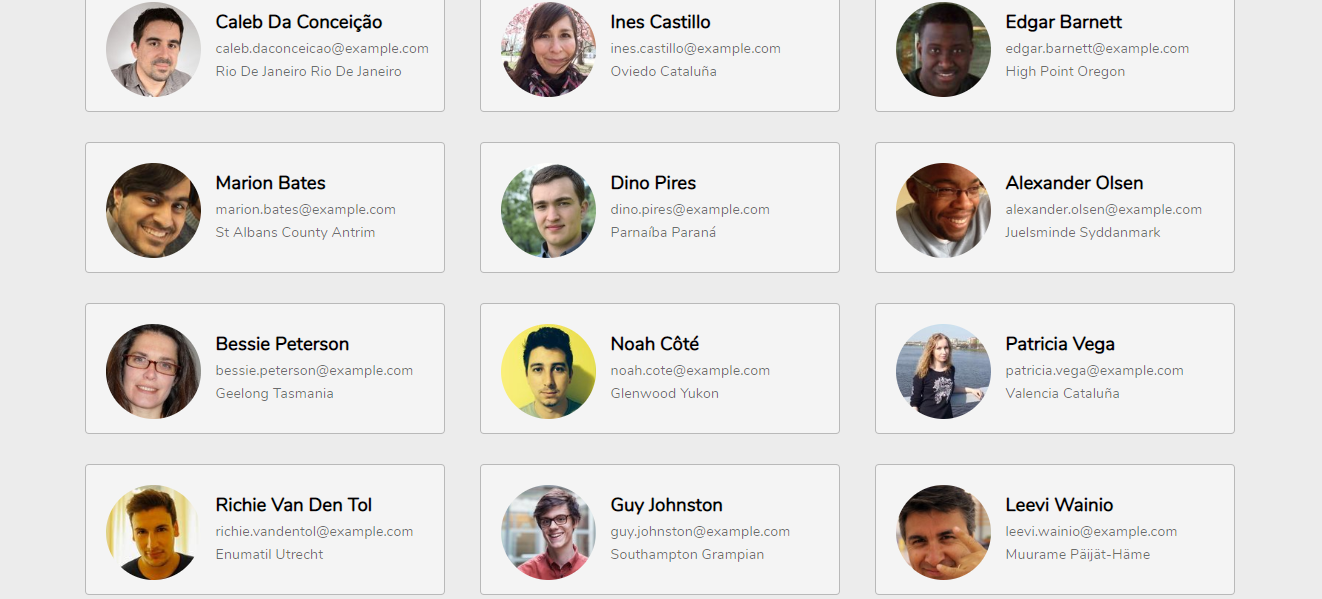 Caleb Da Conceição
caleb.daconceicao@example.com
Rio De Janeiro Rio De Janeiro
Ines Castillo
ines.castillo@example.com
Oviedo Cataluña
Edgar Barnett
edgar.barnett@example.com
High Point Oregon
Marion Bates
marion.bates@example.com
St Albans County Antrim
Dino Pires
dino.pires@example.com
Parnaíba Paraná
Alexander Olsen
alexander.olsen@example.com
Juelsminde Syddanmark
Bessie Peterson
bessie.peterson@example.com
Geelong Tasmania
Noah Côté
noah.cote@example.com
Glenwood Yukon
Patricia Vega
patricia.vega@example.com
Valencia Cataluña
Richie Van Den Tol
richie.vandentol@example.com
Enumatil Utrecht
Guy Johnston
guy.johnston@example.com
Southampton Grampian
Leevi Wainio
leevi.wainio@example.com
Muurame Päijät-Häme